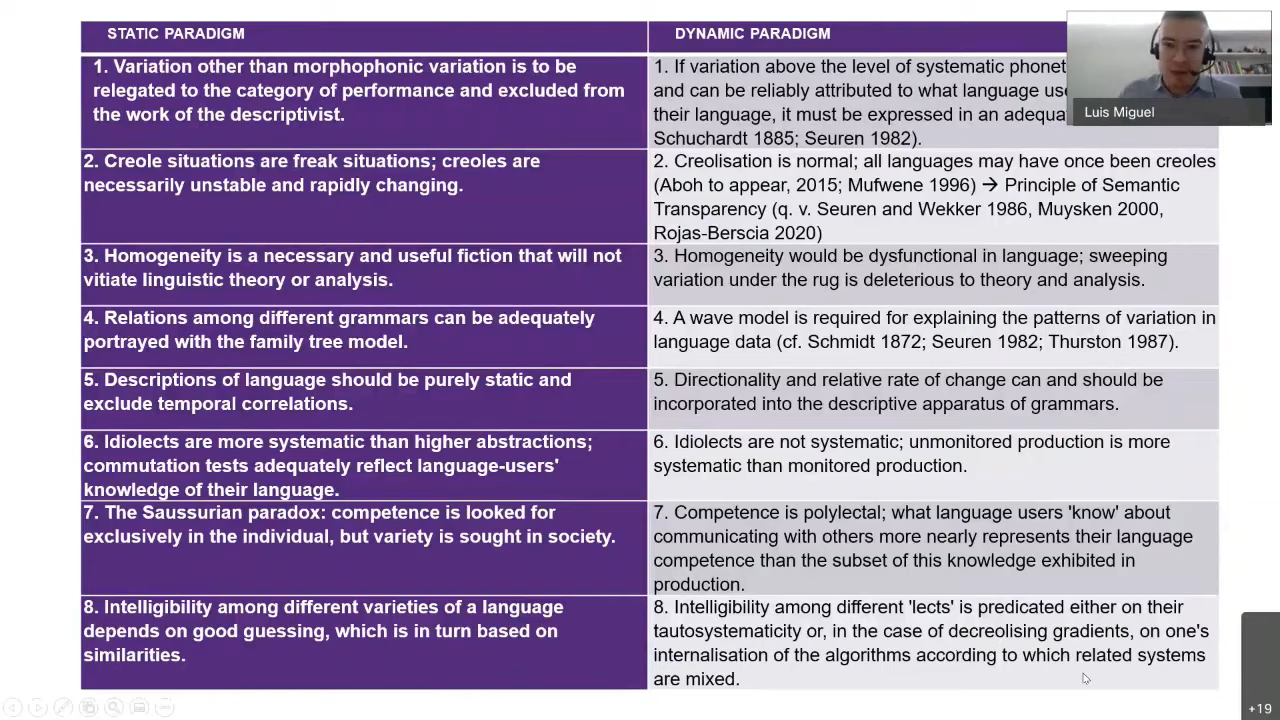 STATIC PARADIGM
DYNAMIC PARADIGM
1. Variation other than morphophonic variation is to be
relegated to the category of performance and excluded from
the work of the descriptivist.
1. If variation above the level of systematic phonet
and can be reliably attributed to what language use
their language, it must be expressed in an adequa
Schuchardt 1885; Seuren 1982).
2. Creole situations are freak situations; creoles are
necessarily unstable and rapidly changing.
2. Creolisation is normal; all languages may have once been creoles
(Aboh to appear, 2015; Mufwene 1996) → Principle of Semantic
Transparency (q. v. Seuren and Wekker 1986, Muysken 2000,
Rojas-Berscia 2020)
3. Homogeneity is a necessary and useful fiction that will not
vitiate linguistic theory or analysis.
3. Homogeneity would be dysfunctional in language; sweeping
variation under the rug is deleterious to theory and analysis.
4. Relations among different grammars can be adequately
portrayed with the family tree model.
4. A wave model is required for explaining the patterns of variation in
language data (cf. Schmidt 1872; Seuren 1982; Thurston 1987).
5. Descriptions of language should be purely static and
exclude temporal correlations.
5. Directionality and relative rate of change can and should be
incorporated into the descriptive apparatus of grammars.
6. Idiolects are more systematic than higher abstractions;
commutation tests adequately reflect language-users'
knowledge of their language.
6. Idiolects are not systematic; unmonitored production is more
systematic than monitored production.
7. The Saussurian paradox: competence is looked for
exclusively in the individual, but variety is sought in society.
7. Competence is polylectal; what language users 'know' about
communicating with others more nearly represents their language
competence than the subset of this knowledge exhibited in
production.
8. Intelligibility among different varieties of a language
depends on good guessing, which is in turn based on
similarities.
8. Intelligibility among different 'lects' is predicated either on their
tautosystematicity or, in the case of decreolising gradients, on one's
internalisation of the algorithms according to which related systems
are mixed.
Luis Miguel
+19